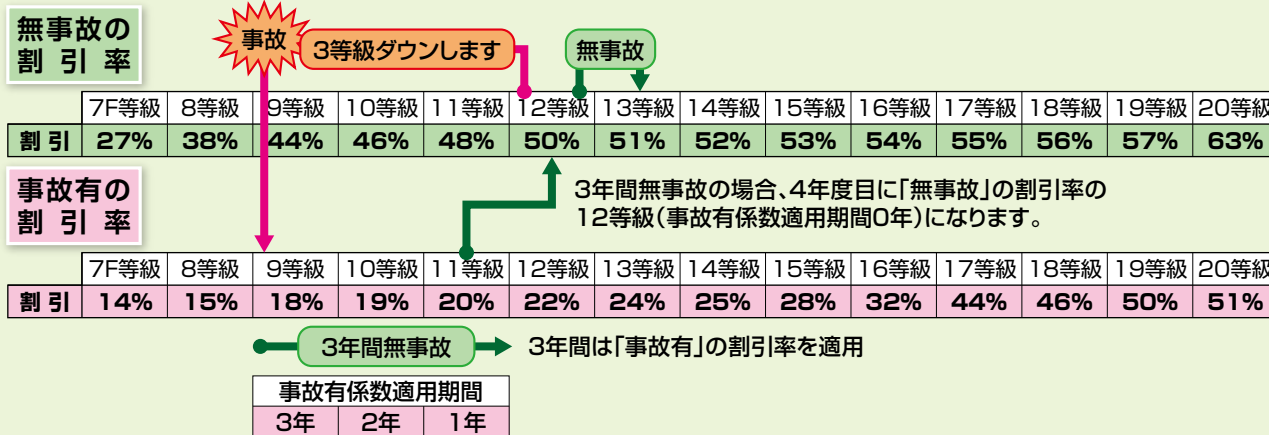 無事故の
割引率
事故
3等級ダウンします
無事故
7F等級 8等級 9等級 10等級 11等級 12等級 13等級 14等級 15等級 16等級 17等級 18等級 19等級 20等級
割引 27% 38% 44% 46% 48% 50% 51% 52% 53% 54% 55% 56% 57% 63%
事故有の
割引率
3年間無事故の場合、4年度目に「無事故」の割引率の
12等級(事故有係数適用期間0年)になります。
7F等級 8等級 9等級 10等級 11等級 12等級 13等級 14等級 15等級 16等級 17等級 18等級 19等級 20等級
割引 14% 15% 18% 19% 20% 22% 24% 25% 28% 32% 44% 46% 50% 51%
3年間無事故
3年間は「事故有」の割引率を適用
事故有係数適用期間
3年 2年 1年